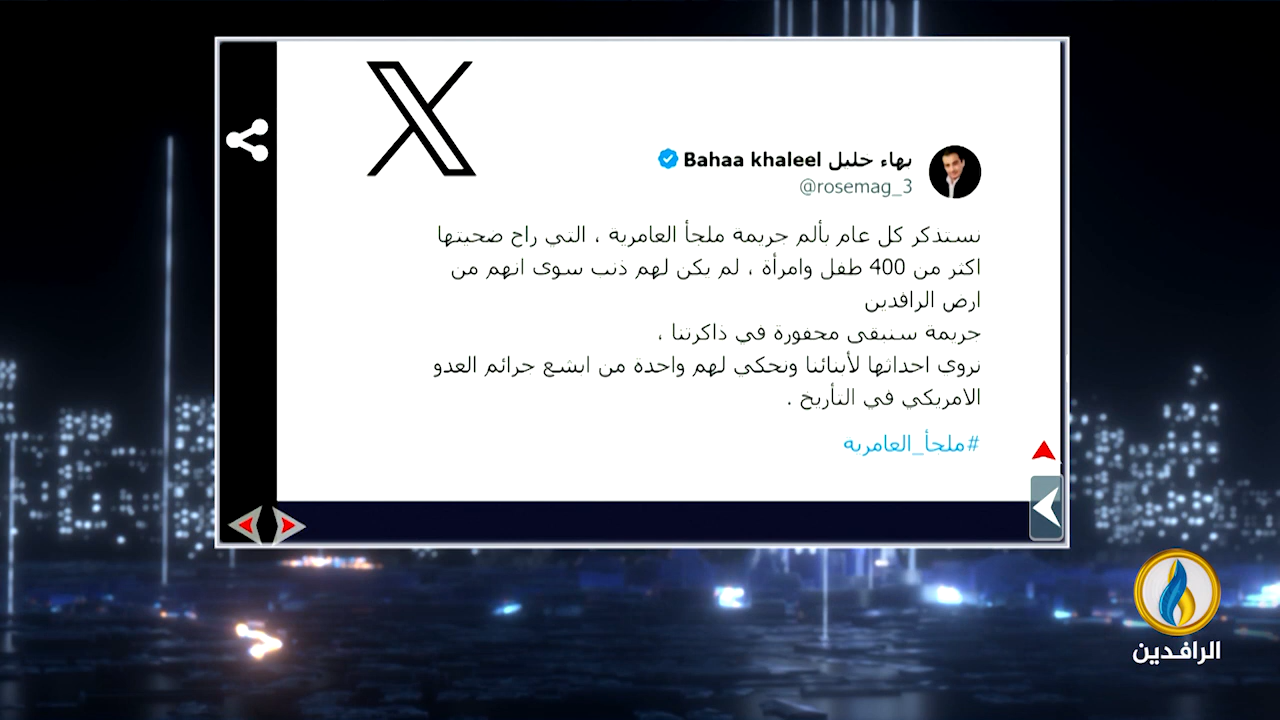 بهاء خليل Bahaa khaleel
@rosemag_3
نستذكر كل عام بألم جريمة ملجأ العامرية ، التي راح ضحيتها
اكثر من 400 طفل وامرأة ، لم يكن لهم ذنب سوى انهم من
ارض الرافدين
جريمة ستبقى محفورة في ذاكرتنا ،
نروي احداثها لأبنائنا ونحكي لهم واحدة من ابشع جرائم العدو
الامريكي في التأريخ .
#ملجأ_العامريه
الرافدين